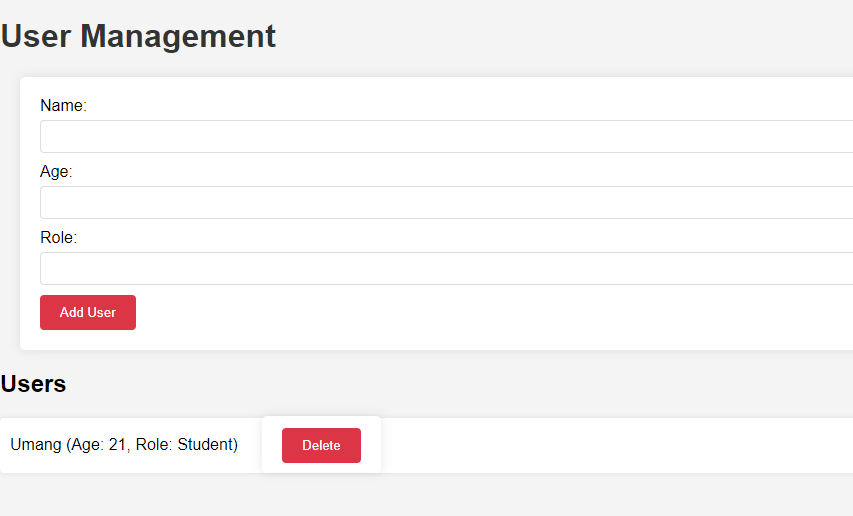 User Management
Name:
Age:
Role:
Add User
Users
Umang (Age: 21, Role: Student)
Delete